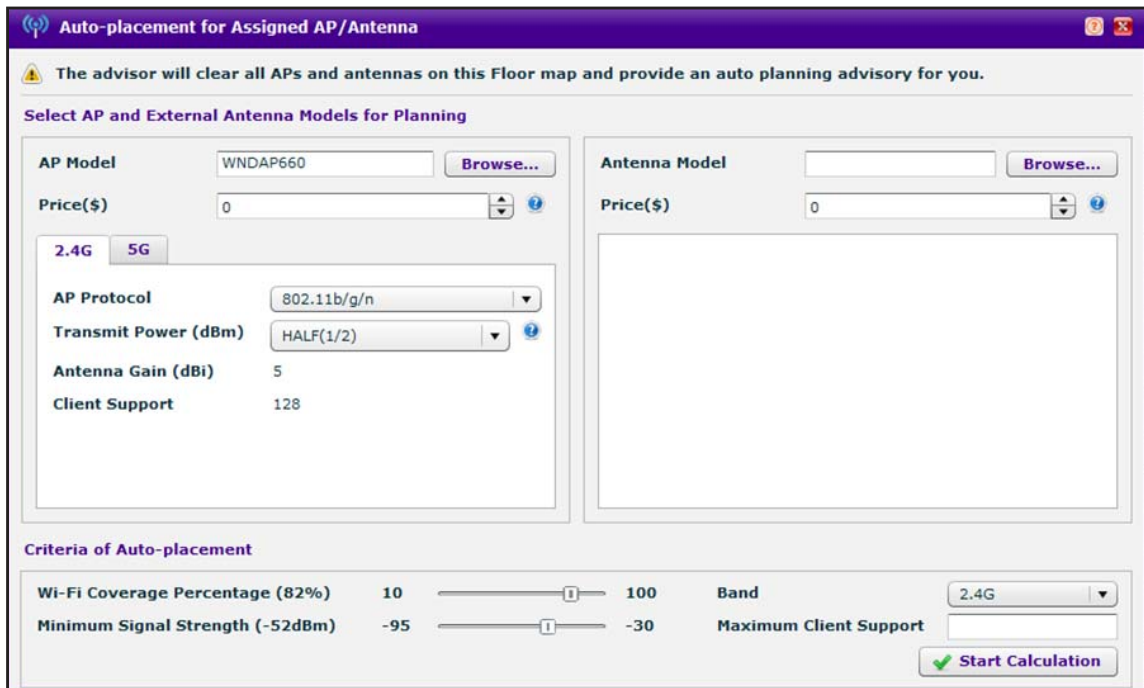 Auto-placement for Assigned AP/Antenna
The advisor will clear all APs and antennas on this Floor map and provide an auto planning advisory for you.
Select AP and External Antenna Models for Planning
AP Model WNDAP660 Browse...
Price($) 0
2.4G 5G
AP Protocol 802.11b/g/n
Transmit Power (dBm) HALF(1/2)
Antenna Gain (dBi) 5
Client Support 128
Antenna Model Browse...
Price($) 0
Criteria of Auto-placement
Wi-Fi Coverage Percentage (82%) 10 100 Band 2.4G
Minimum Signal Strength (-52dBm) -95 -30 Maximum Client Support
Start Calculation